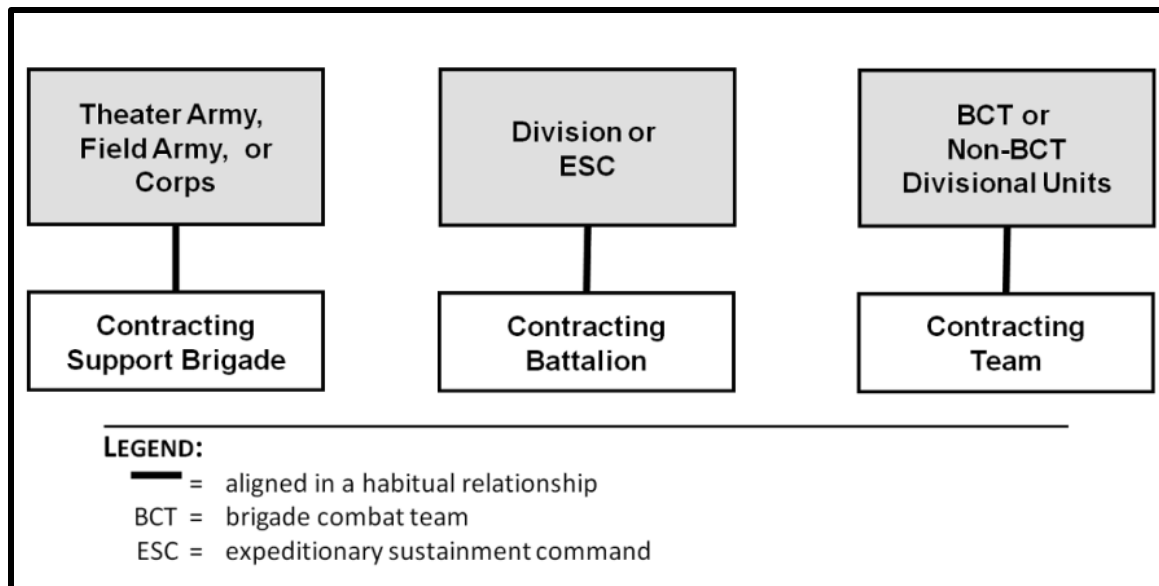 Theater Army,
Field Army, or
Corps
Division or
ESC
BCT or
Non-BCT
Divisional Units
Contracting
Support Brigade
Contracting
Battalion
Contracting
Team
LEGEND:
= aligned in a habitual relationship
BCT = brigade combat team
ESC = expeditionary sustainment command